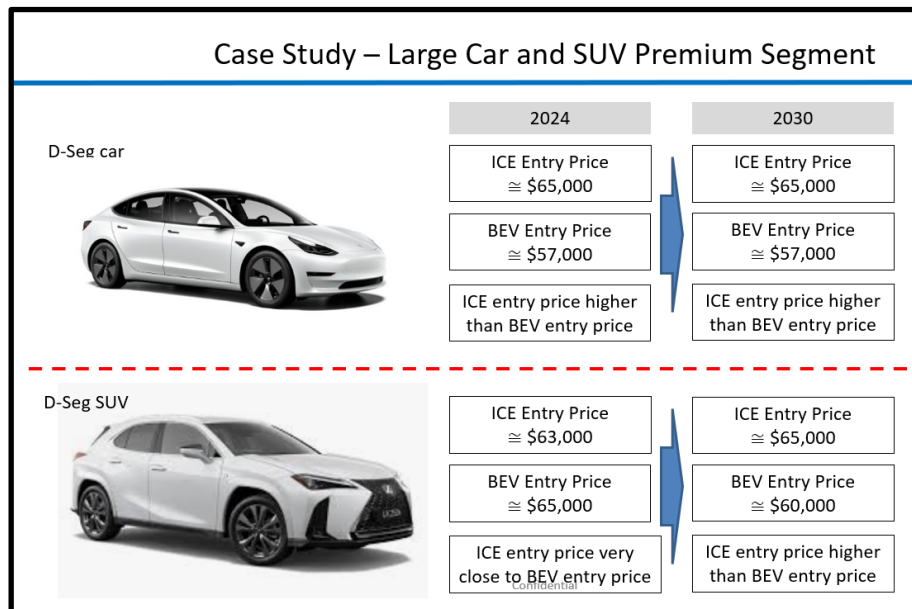 Case Study – Large Car and SUV Premium Segment
2024
2030
D-Seg car
ICE Entry Price
≅ $65,000
ICE Entry Price
≅ $65,000
BEV Entry Price
≅ $57,000
BEV Entry Price
≅ $57,000
ICE entry price higher
than BEV entry price
ICE entry price higher
than BEV entry price
D-Seg SUV
ICE Entry Price
≅ $63,000
ICE Entry Price
≅ $65,000
BEV Entry Price
≅ $65,000
BEV Entry Price
≅ $60,000
ICE entry price very
close to BEV entry price
ICE entry price higher
than BEV entry price
Confidential